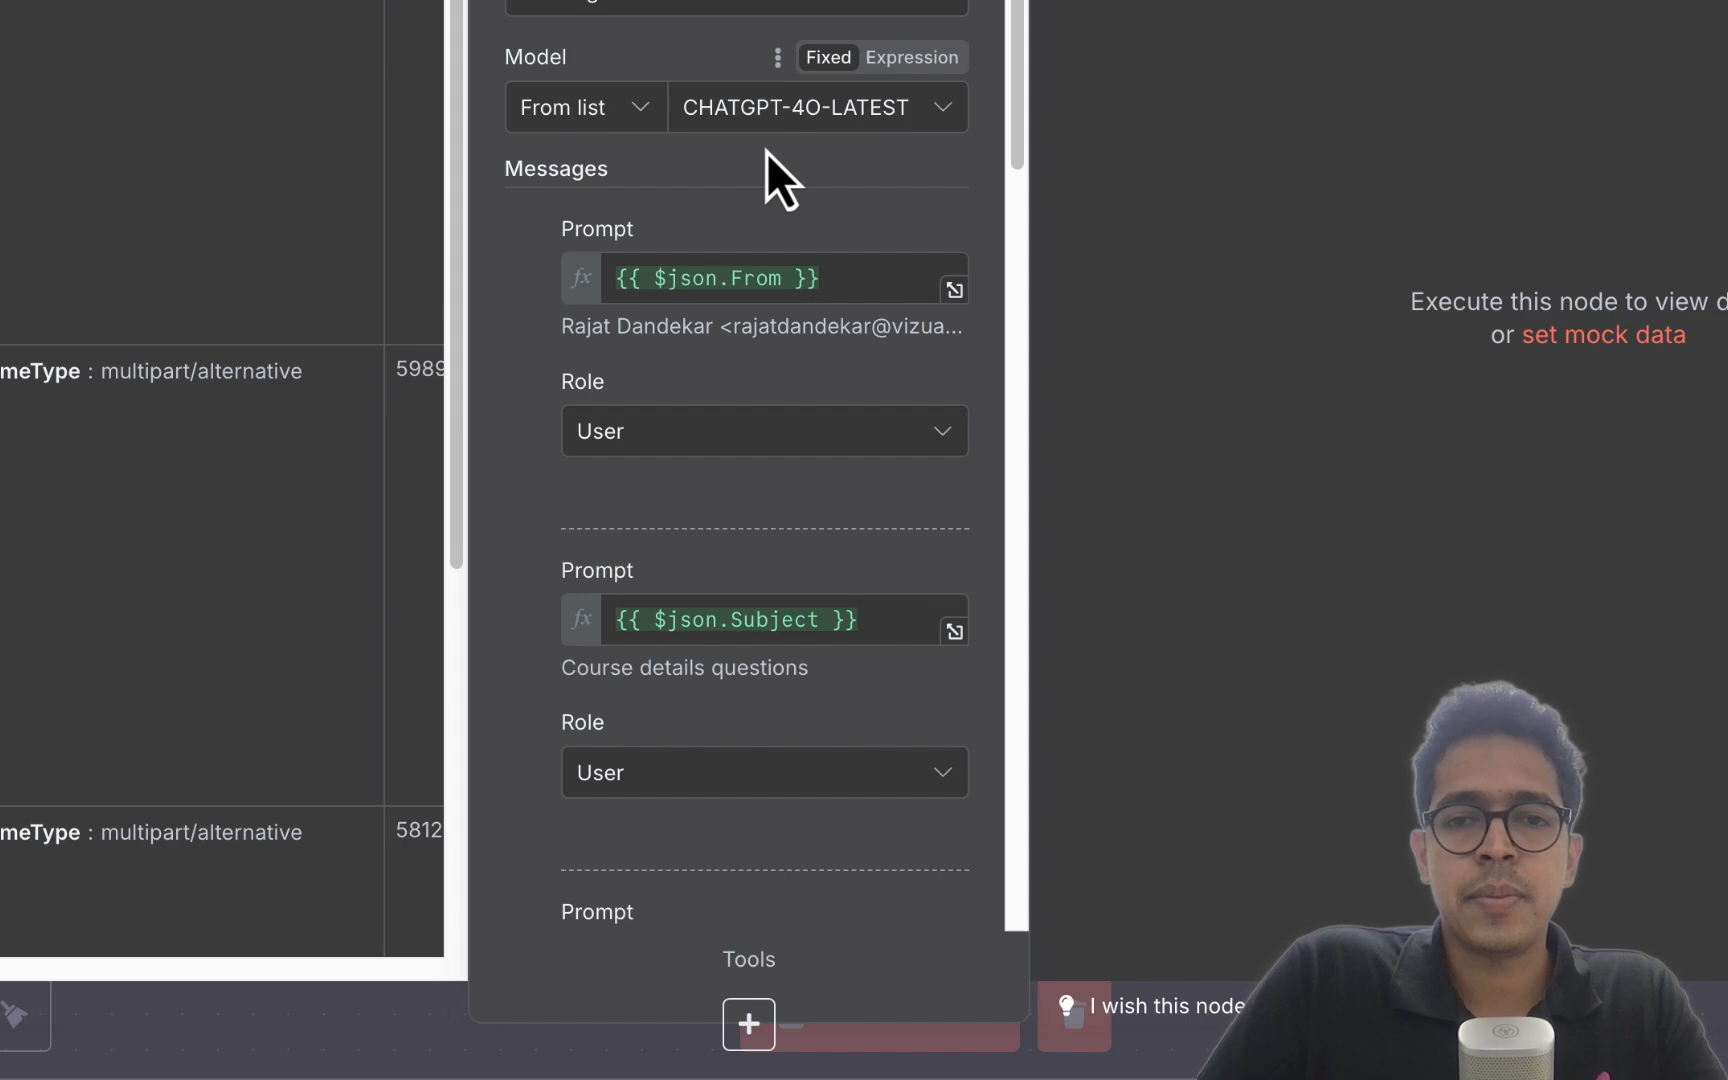 Model
Fixed Expression
From list
CHATGPT-4O-LATEST
Messages
Prompt
fx {{ $json.From }}
Rajat Dandekar <rajatdandekar@vizua...
Role
User
Prompt
fx {{ $json.Subject }}
Course details questions
Role
User
Prompt
Tools
meType : multipart/alternative
5989
meType : multipart/alternative
5812
Execute this node to view d
or set mock data
I wish this node